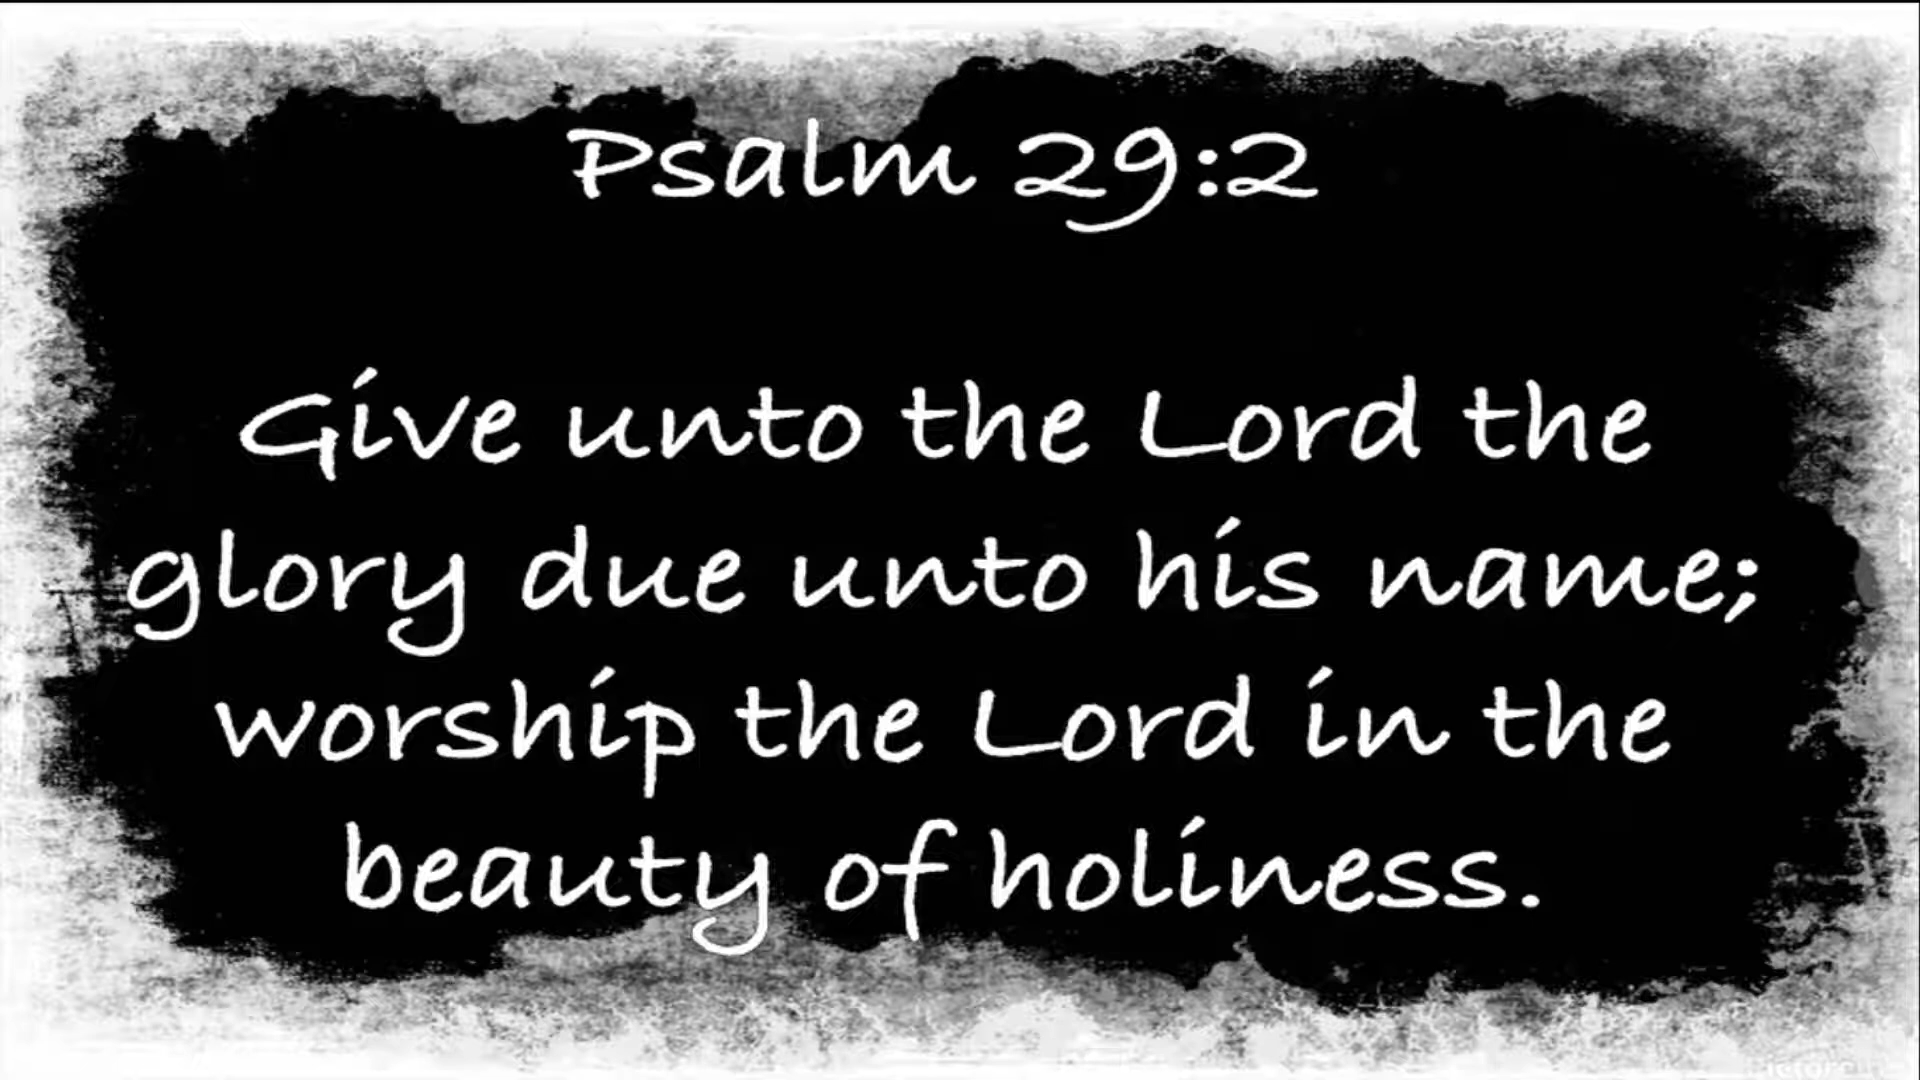 Psalm 29:2
Give unto the Lord the
glory due unto his name;
worship the Lord in the
beauty of holiness.